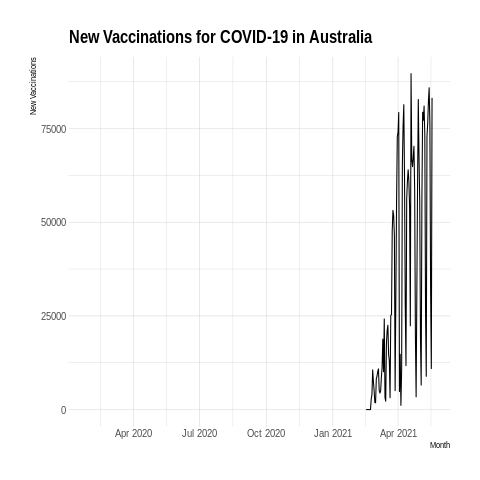 New Vaccinations for COVID-19 in Australia
New Vaccinations
75000
50000
25000
0
Apr 2020 Jul 2020 Oct 2020 Jan 2021 Apr 2021
Month